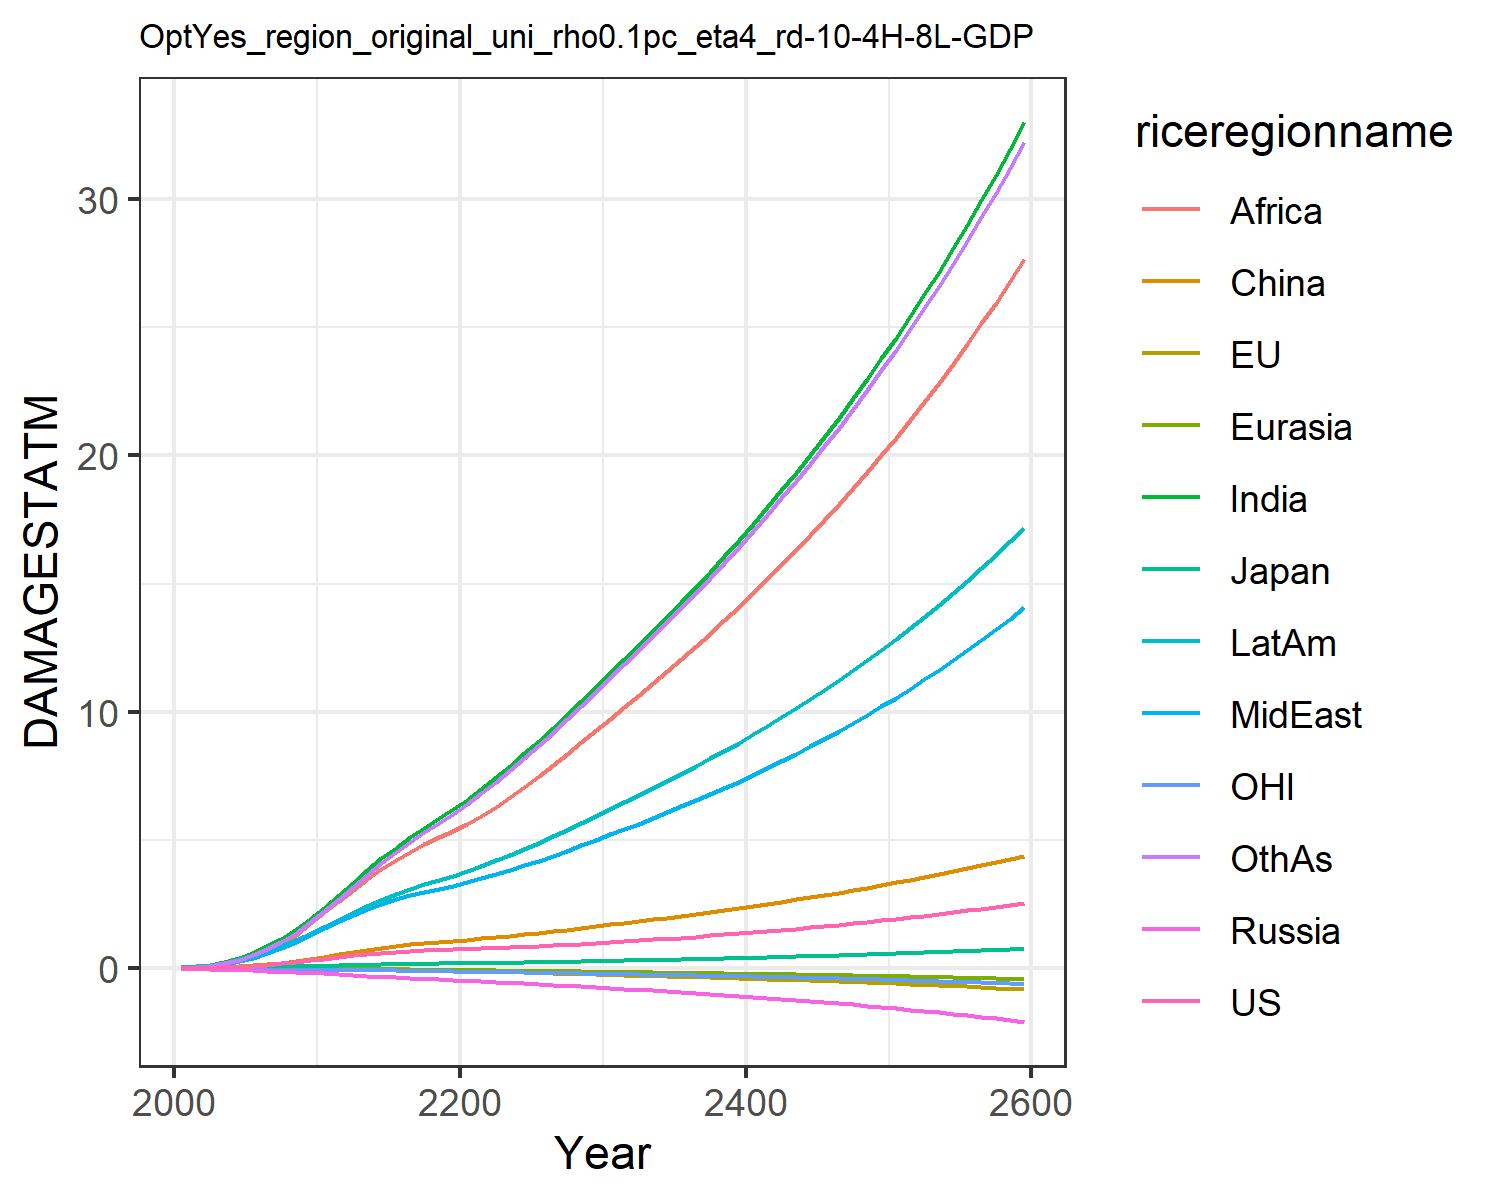 OptYes_region_original_uni_rho0.1pc_eta4_rd-10-4H-8L-GDP
DAMAGESTATM
30
20
10
0
2000
2200
2400
2600
Year
riceregionname
Africa
China
EU
Eurasia
India
Japan
LatAm
MidEast
OHI
OthAs
Russia
US